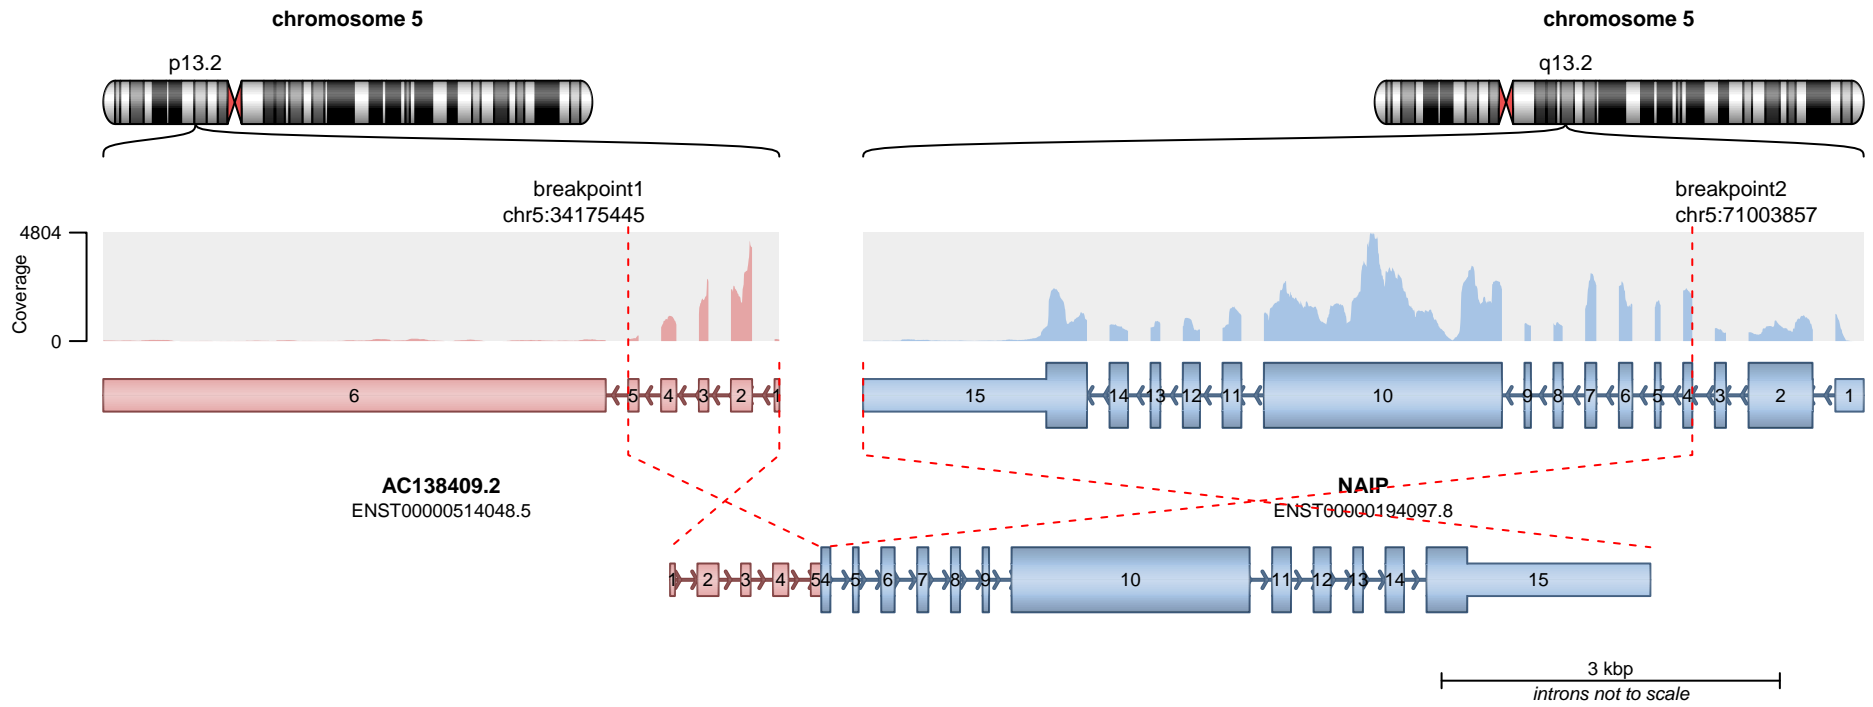 chromosome 5
chromosome 5
p13.2
q13.2
breakpoint1
chr5:34175445
breakpoint2
chr5:71003857
4804
Coverage
0
6 5 4 3 2 1
15 14 13 12 11 10 9 8 7 6 5 4 3 2 1
AC138409.2
ENST00000514048.5
NAIP
ENST00000194097.8
1 2 3 4 5 4 5 6 7 8 9 10 11 12 13 14 15
3 kbp
introns not to scale